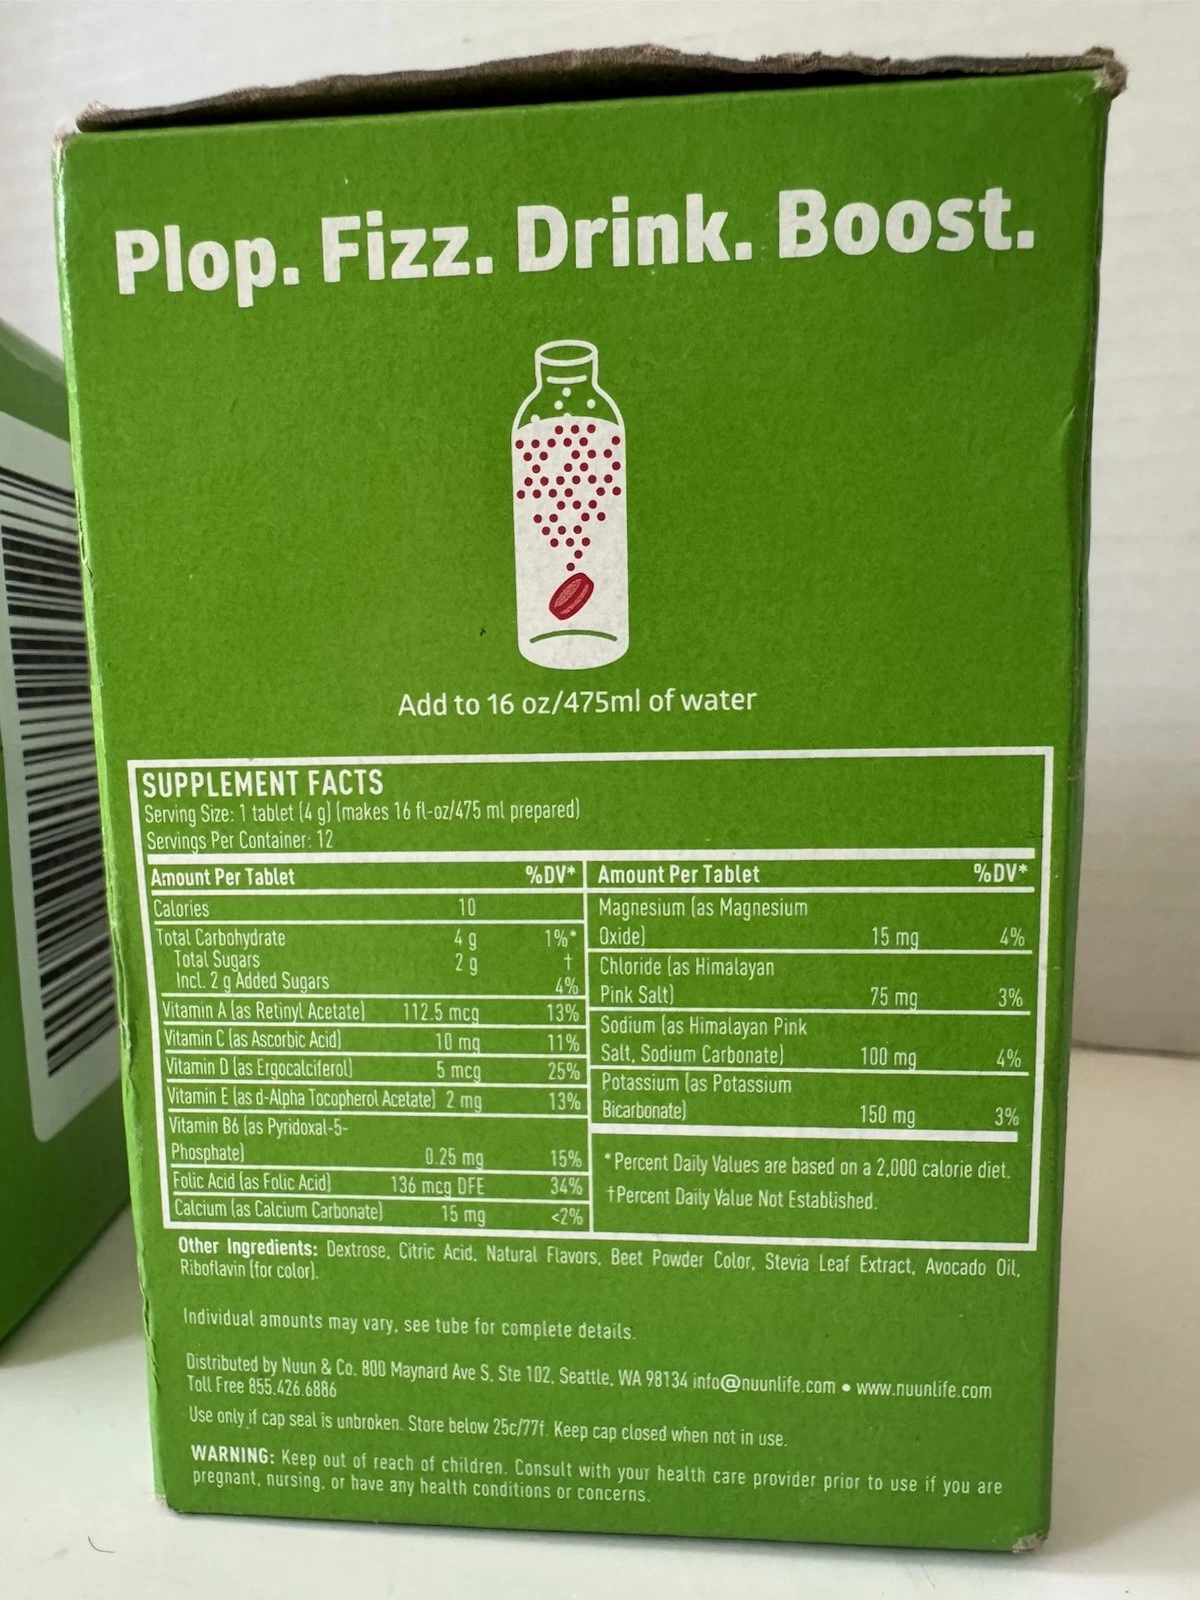 Plop. Fizz. Drink. Boost.
Add to 16 oz/475ml of water
SUPPLEMENT FACTS
Serving Size: 1 tablet (4 g) (makes 16 fl-oz/475 ml prepared)
Servings Per Container: 12
Amount Per Tablet %DV*
Calories 10
Total Carbohydrate 4 g 1%*
Total Sugars 2 g †
Incl. 2 g Added Sugars 4%
Vitamin A (as Retinyl Acetate) 112.5 mcg 13%
Vitamin C (as Ascorbic Acid) 10 mg 11%
Vitamin D (as Ergocalciferol) 5 mcg 25%
Vitamin E (as d-Alpha Tocopherol Acetate) 2 mg 13%
Vitamin B6 (as Pyridoxal-5-
Phosphate) 0.25 mg 15%
Folic Acid (as Folic Acid) 136 mcg DFE 34%
Calcium (as Calcium Carbonate) 15 mg <2%
Amount Per Tablet %DV*
Magnesium (as Magnesium
Oxide) 15 mg 4%
Chloride (as Himalayan
Pink Salt) 75 mg 3%
Sodium (as Himalayan Pink
Salt, Sodium Carbonate) 100 mg 4%
Potassium (as Potassium
Bicarbonate) 150 mg 3%
*Percent Daily Values are based on a 2,000 calorie diet.
†Percent Daily Value Not Established.
Other Ingredients: Dextrose, Citric Acid, Natural Flavors, Beet Powder Color, Stevia Leaf Extract, Avocado Oil,
Riboflavin (for color).
Individual amounts may vary, see tube for complete details.
Distributed by Nuun & Co. 800 Maynard Ave S, Ste 102, Seattle, WA 98134 info@nuunlife.com • www.nuunlife.com
Toll Free 855.426.6886
Use only if cap seal is unbroken. Store below 25c/77f. Keep cap closed when not in use.
WARNING: Keep out of reach of children. Consult with your health care provider prior to use if you are
pregnant, nursing, or have any health conditions or concerns.